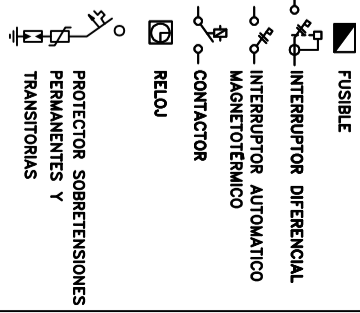 FUSIBLE
INTERRUPTOR DIFERENCIAL
INTERRUPTOR AUTOMATICO
MAGNETOTÉRMICO
CONTACTOR
RELOJ
PROTECTOR SOBRETENSIONES
PERMANENTES Y
TRANSITORIAS